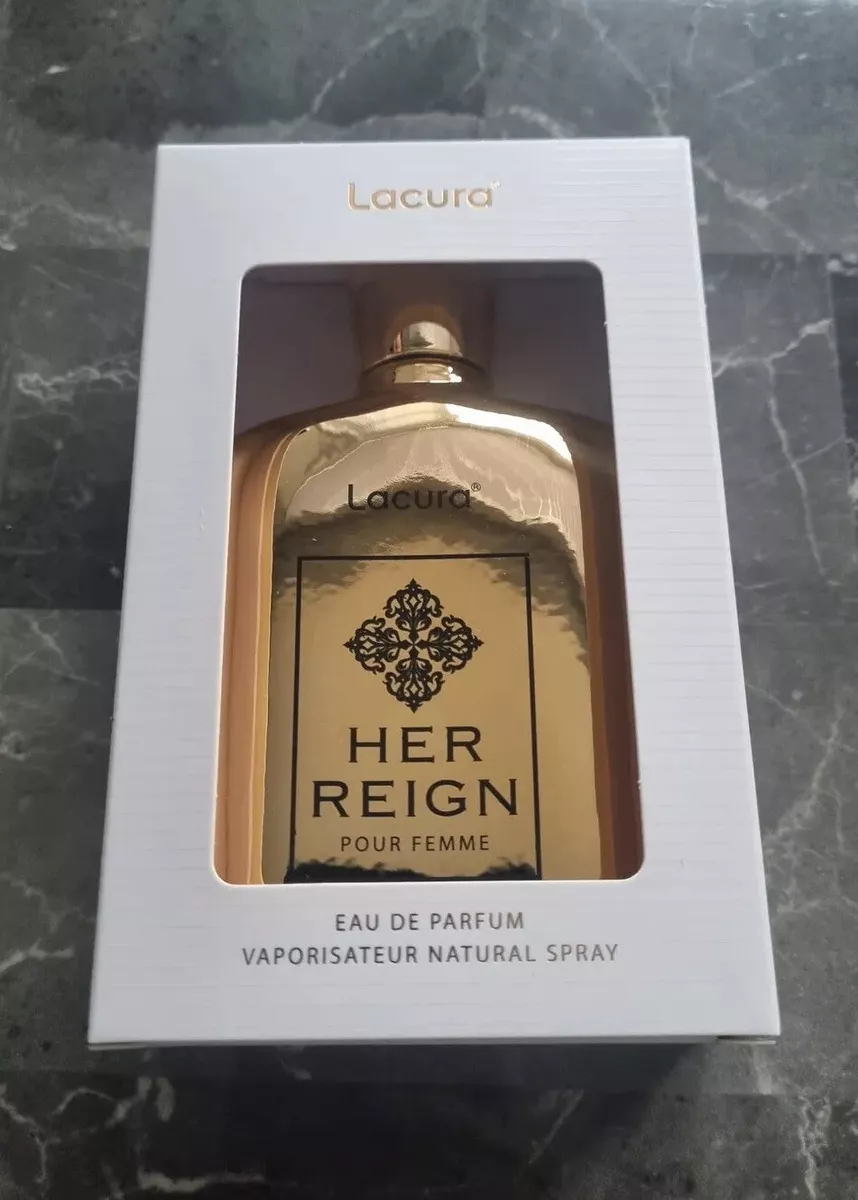 Lacura®
Lacura®
HER
REIGN
POUR FEMME
EAU DE PARFUM
VAPORISATEUR NATURAL SPRAY